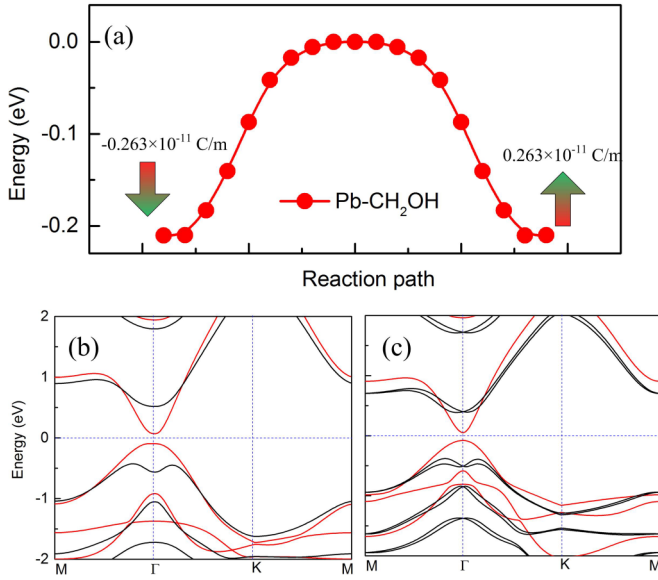 (a)
Energy (eV)
0.0
-0.1
-0.2
-0.263×10⁻¹¹ C/m
0.263×10⁻¹¹ C/m
Pb-CH₂OH
Reaction path
(b)
Energy (eV)
2
1
0
-1
-2
M Γ K M
(c)
M Γ K M